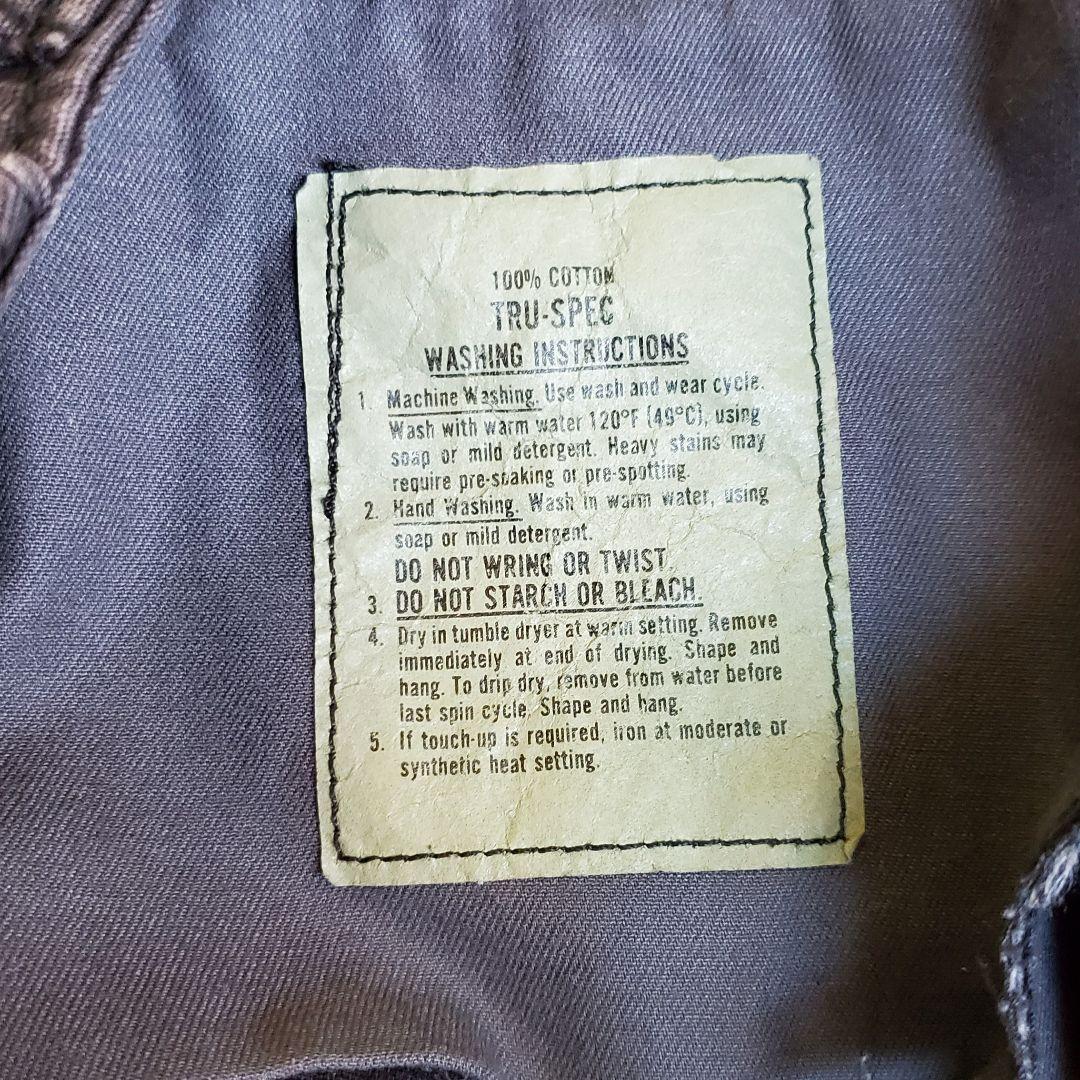 100% COTTON
TRU-SPEC
WASHING INSTRUCTIONS
1. Machine Washing. Use wash and wear cycle.
Wash with warm water 120°F (49°C), using
soap or mild detergent. Heavy stains may
require pre-soaking or pre-spotting.
2. Hand Washing. Wash in warm water, using
soap or mild detergent.
DO NOT WRING OR TWIST.
3. DO NOT STARCH OR BLEACH.
4. Dry in tumble dryer at warm setting. Remove
immediately at end of drying. Shape and
hang. To drip dry, remove from water before
last spin cycle. Shape and hang.
5. If touch-up is required, iron at moderate or
synthetic heat setting.